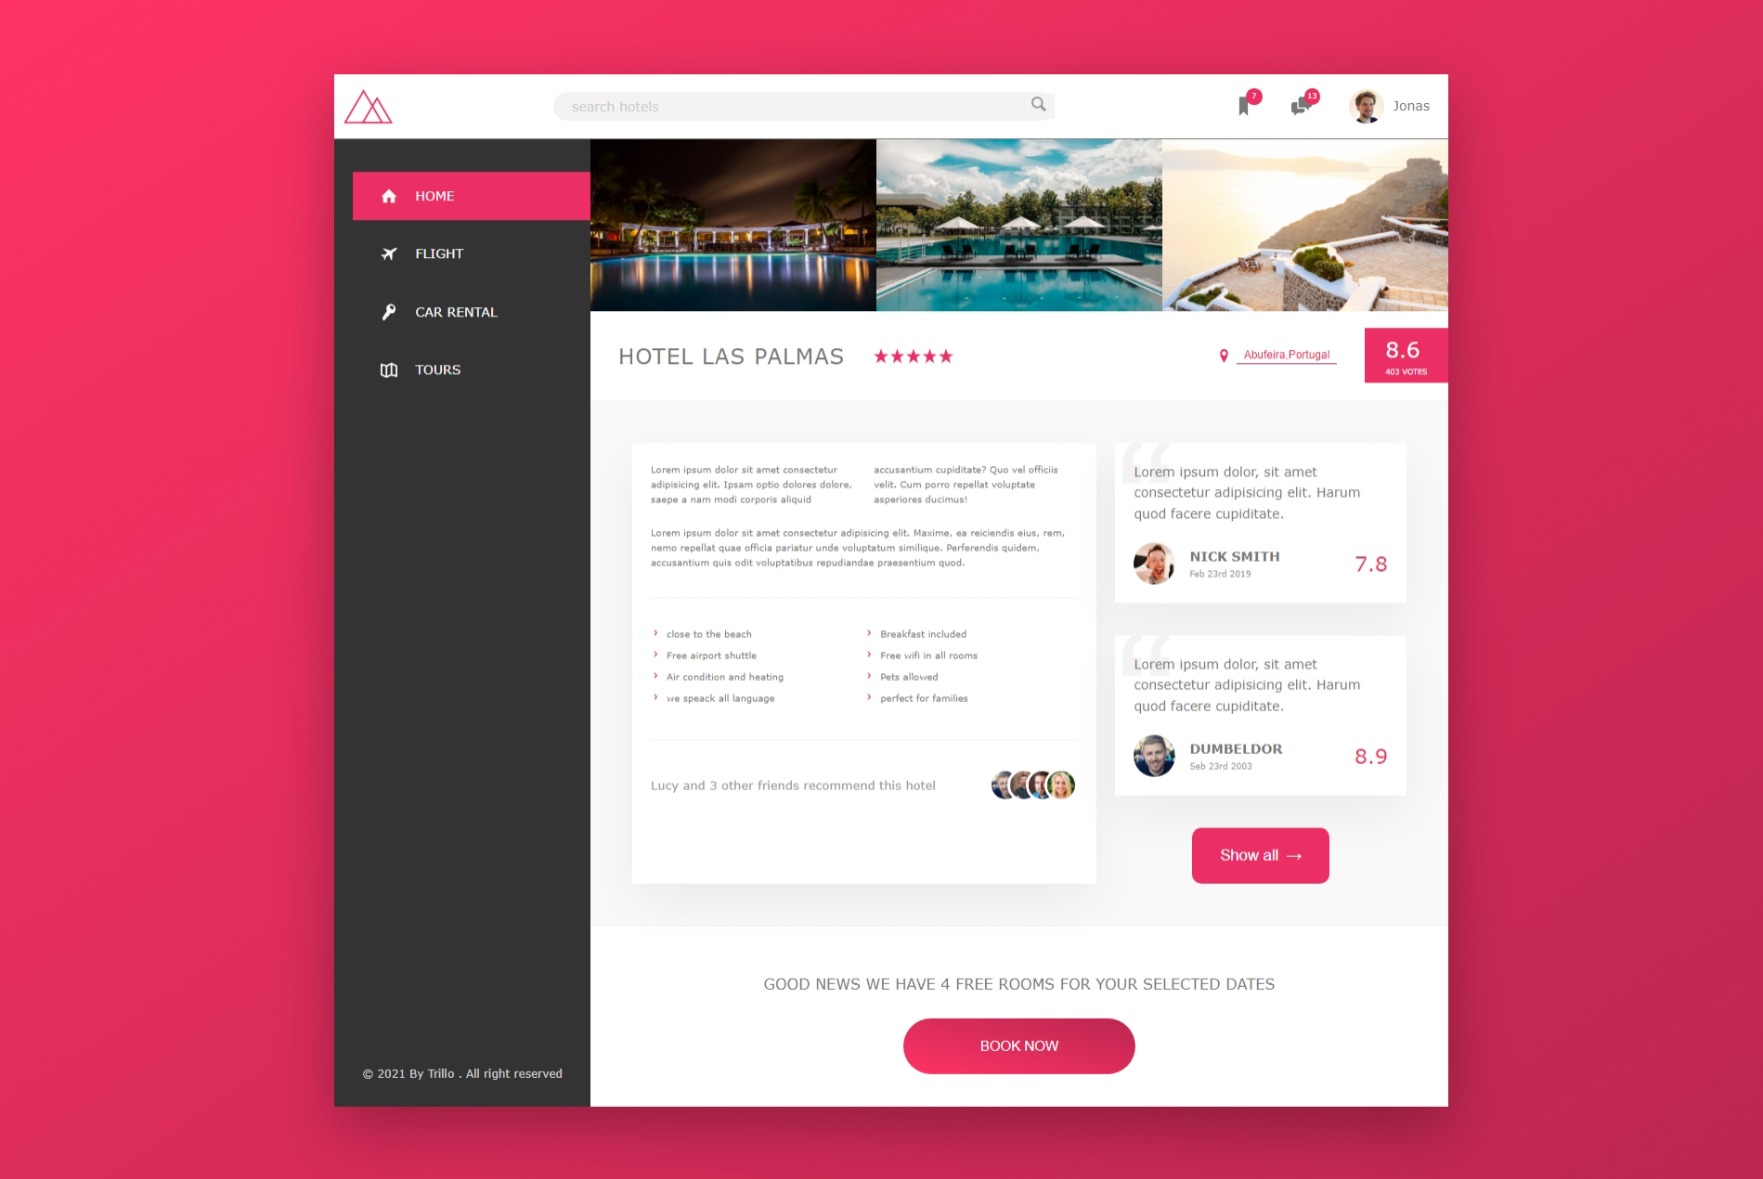 search hotels
7
13
Jonas
HOME
FLIGHT
CAR RENTAL
TOURS
© 2021 By Trillo . All right reserved
HOTEL LAS PALMAS
Abufeira,Portugal
8.6
403 VOTES
Lorem ipsum dolor sit amet consectetur
adipisicing elit. Ipsam optio dolores dolore,
saepe a nam modi corporis aliquid
accusantium cupiditate? Quo vel officiis
velit. Cum porro repellat voluptate
asperiores ducimus!
Lorem ipsum dolor sit amet consectetur adipisicing elit. Maxime, ea reiciendis eius, rem,
nemo repellat quae officia pariatur unde voluptatum similique. Perferendis quidem,
accusantium quis odit voluptatibus repudiandae praesentium quod.
close to the beach
Free airport shuttle
Air condition and heating
we speack all language
Breakfast included
Free wifi in all rooms
Pets allowed
perfect for families
Lucy and 3 other friends recommend this hotel
Lorem ipsum dolor, sit amet
consectetur adipisicing elit. Harum
quod facere cupiditate.
NICK SMITH
Feb 23rd 2019
7.8
Lorem ipsum dolor, sit amet
consectetur adipisicing elit. Harum
quod facere cupiditate.
DUMBELDOR
Seb 23rd 2003
8.9
Show all →
GOOD NEWS WE HAVE 4 FREE ROOMS FOR YOUR SELECTED DATES
BOOK NOW